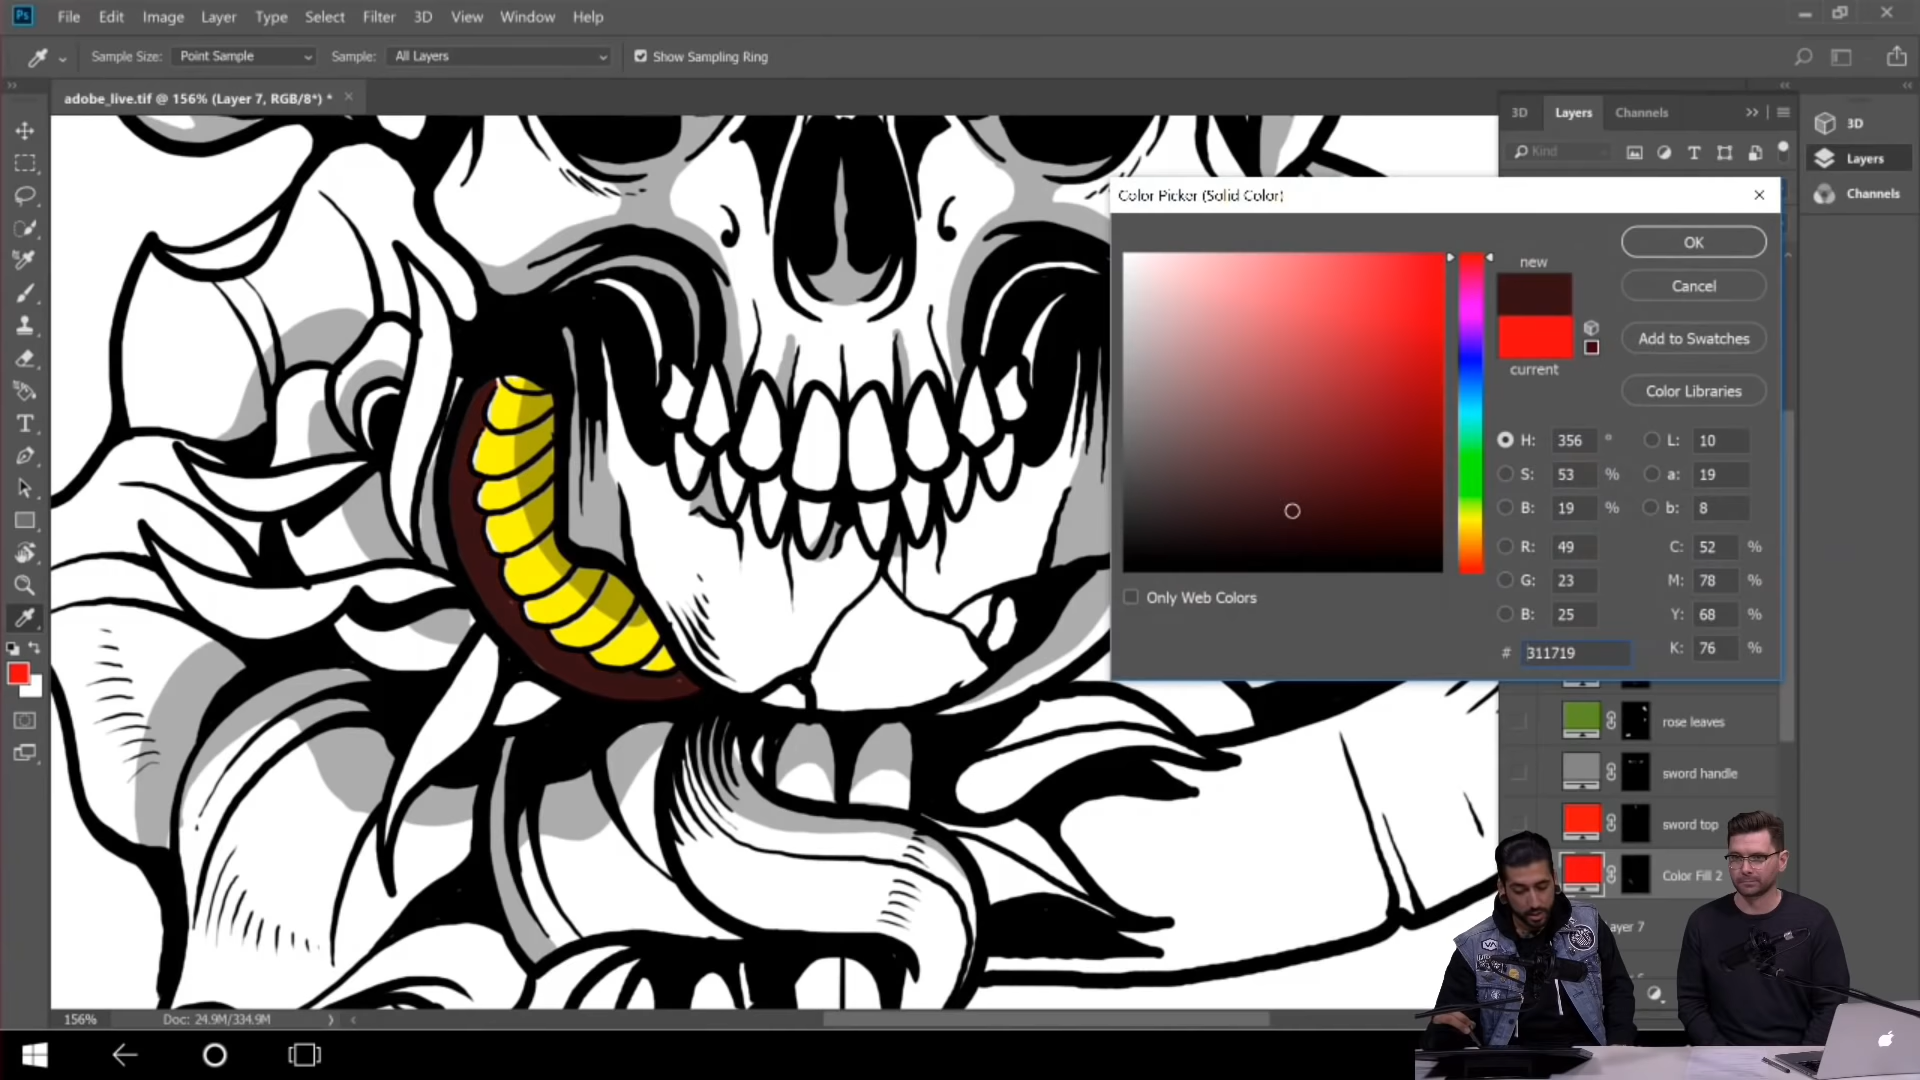 Ps File Edit Image Layer Type Select Filter 3D View Window Help
Sample Size: Point Sample Sample: All Layers Show Sampling Ring
adobe_live.tif @ 156% (Layer 7, RGB/8*) * ×
3D Layers Channels
Kind
3D
Layers
Channels
Color Picker (Solid Color)
new
current
OK
Cancel
Add to Swatches
Color Libraries
H: 356 °
S: 53 %
B: 19 %
R: 49
G: 23
B: 25
# 311719
L: 10
a: 19
b: 8
C: 52 %
M: 78 %
Y: 68 %
K: 76 %
Only Web Colors
rose leaves
sword handle
sword top
Color Fill 2
ayer 7
156% Doc: 24.9M/334.9M